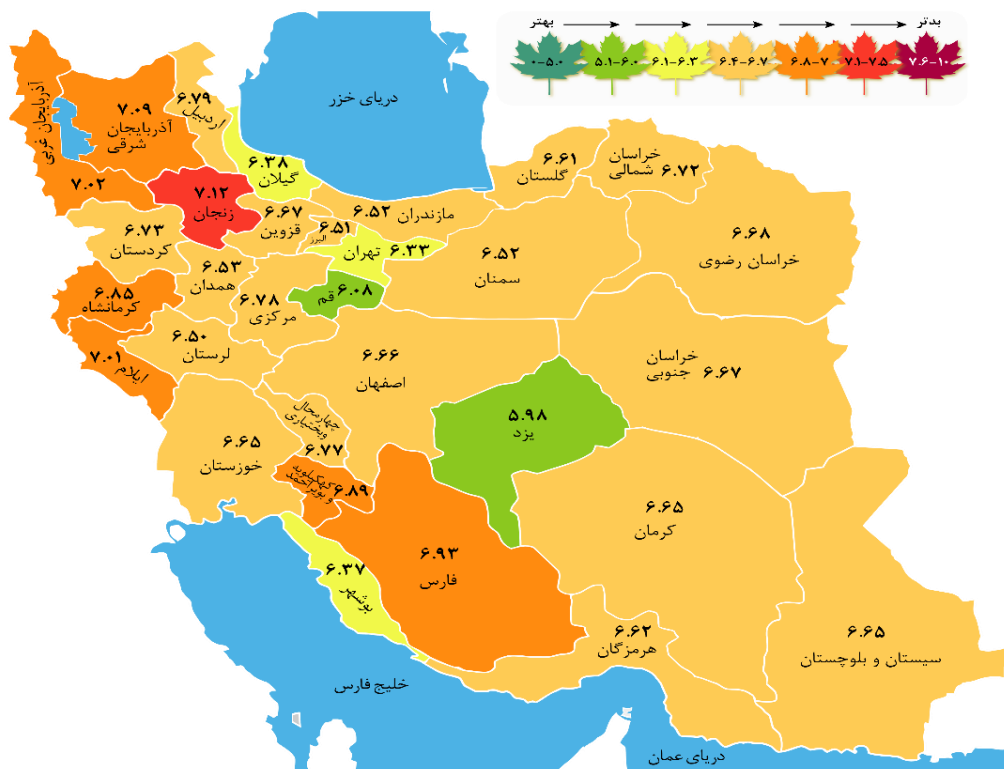 بهتر
بدتر
۰-۵.۰
۵.۱-۶.۰
۶.۱-۶.۳
۶.۴-۶.۷
۶.۸-۷
۷.۱-۷.۵
۷.۶-۱۰
دریای خزر
آذربایجان غربی
۷.۰۲
۷.۰۹
آذربایجان
شرقی
۶.۷۹
اردبیل
۶.۳۸
گیلان
۷.۱۲
زنجان
۶.۶۷
قزوین
۶.۵۱
البرز
۶.۵۲ مازندران
۶.۶۱
گلستان
خراسان
شمالی
۶.۷۲
۶.۷۳
کردستان
۶.۵۳
همدان
تهران ۶.۳۳
۶.۵۲
سمنان
۶.۶۸
خراسان رضوی
۶.۸۵
کرمانشاه
۶.۷۸
مرکزی
قم ۶.۰۸
۷.۰۱
ایلام
۶.۵۰
لرستان
۶.۶۶
اصفهان
خراسان
جنوبی
۶.۶۷
۵.۹۸
یزد
۶.۶۵
خوزستان
چهارمحال
وبختیاری
۶.۷۷
کهگیلویه
و بویراحمد
۶.۸۹
۶.۶۵
کرمان
۶.۹۳
فارس
۶.۳۷
بوشهر
۶.۶۲
هرمزگان
۶.۶۵
سیستان و بلوچستان
خلیج فارس
دریای عمان